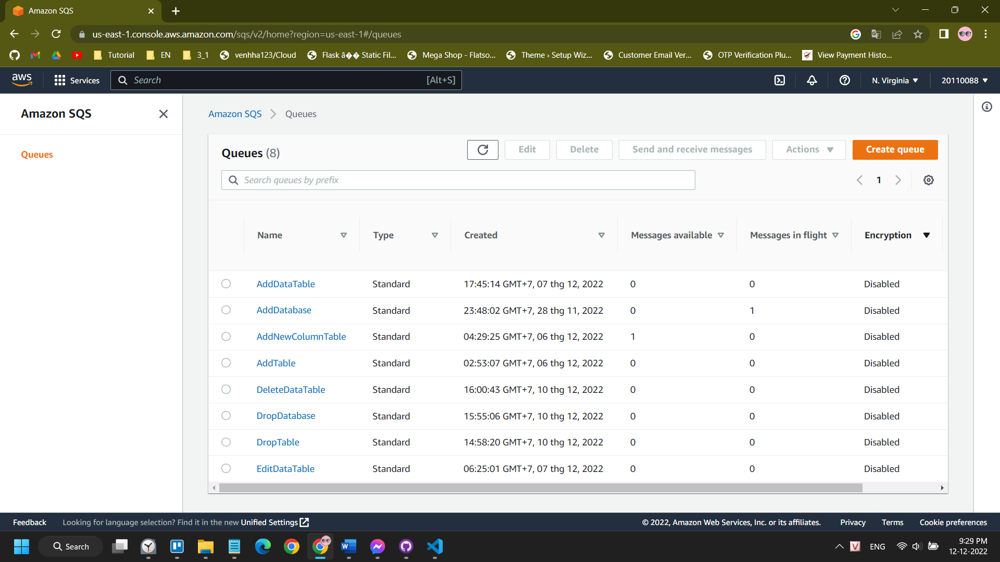 Amazon SQS
us-east-1.console.aws.amazon.com/sqs/v2/home?region=us-east-1#/queues
Tutorial EN 3_1 venhha123/Cloud Flask â�� Static Fil... Mega Shop - Flatso... Theme › Setup Wiz... Customer Email Ver... OTP Verification Plu... View Payment Histo...
aws Services Search [Alt+S] N. Virginia 20110088
Amazon SQS
Queues
Amazon SQS Queues
Queues (8) Edit Delete Send and receive messages Actions Create queue
Search queues by prefix 1
Name Type Created Messages available Messages in flight Encryption
AddDataTable Standard 17:45:14 GMT+7, 07 thg 12, 2022 0 0 Disabled
AddDatabase Standard 23:48:02 GMT+7, 28 thg 11, 2022 0 1 Disabled
AddNewColumnTable Standard 04:29:25 GMT+7, 06 thg 12, 2022 1 0 Disabled
AddTable Standard 02:53:07 GMT+7, 06 thg 12, 2022 0 0 Disabled
DeleteDataTable Standard 16:00:43 GMT+7, 10 thg 12, 2022 0 0 Disabled
DropDatabase Standard 15:55:06 GMT+7, 10 thg 12, 2022 0 0 Disabled
DropTable Standard 14:58:20 GMT+7, 10 thg 12, 2022 0 0 Disabled
EditDataTable Standard 06:25:01 GMT+7, 07 thg 12, 2022 0 0 Disabled
Feedback Looking for language selection? Find it in the new Unified Settings © 2022, Amazon Web Services, Inc. or its affiliates. Privacy Terms Cookie preferences
Search ENG 9:29 PM
12-12-2022